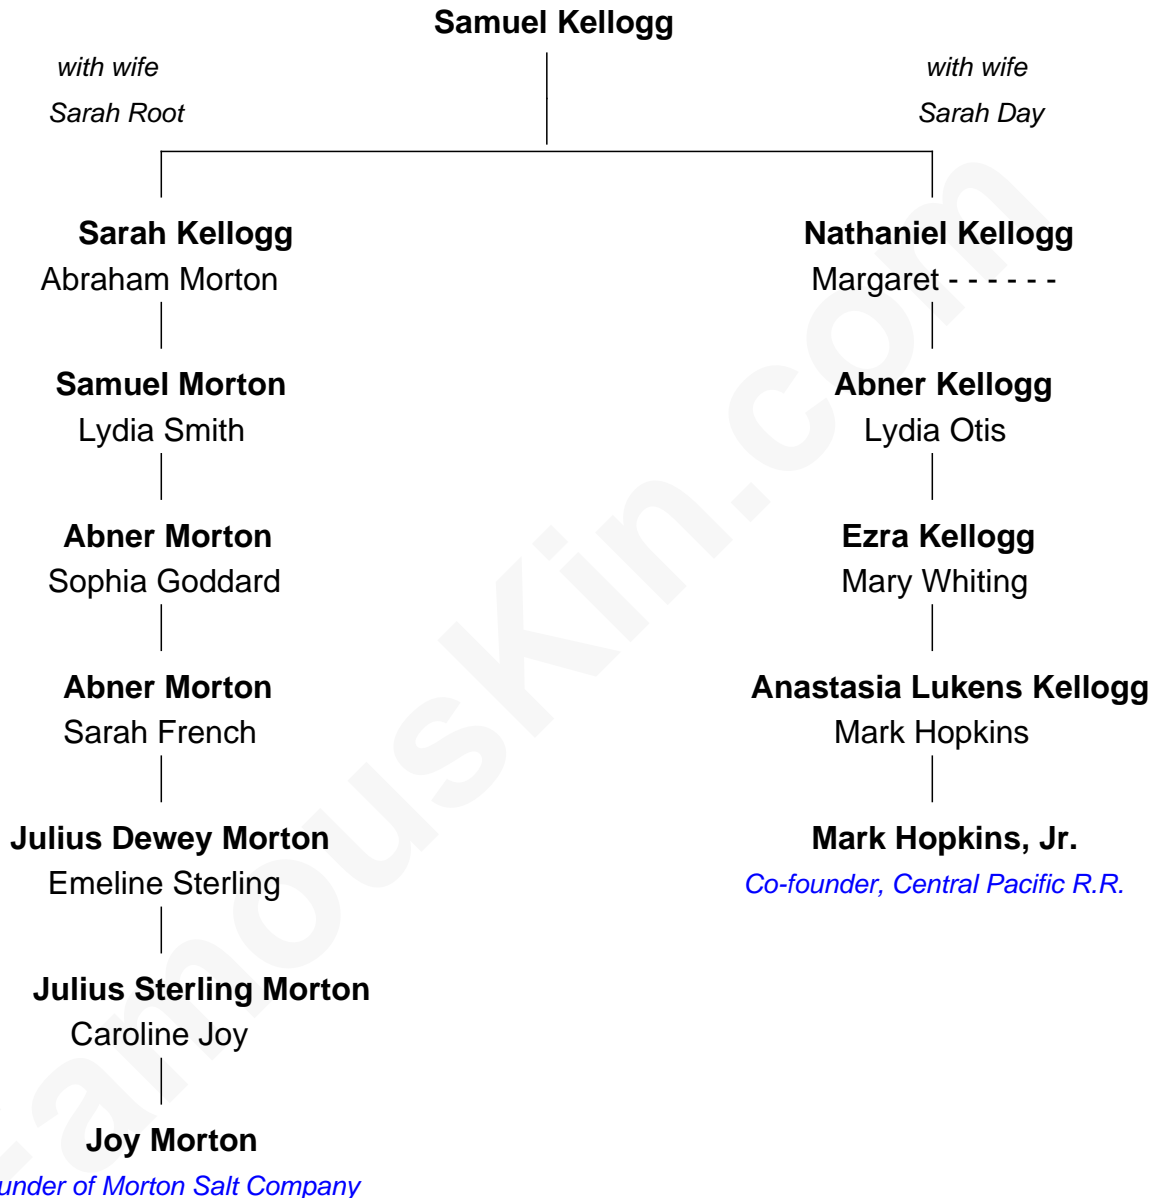 Samuel Kellogg
with wife
Sarah Root
with wife
Sarah Day
Sarah Kellogg
Abraham Morton
Nathaniel Kellogg
Margaret - - - - - -
Samuel Morton
Lydia Smith
Abner Kellogg
Lydia Otis
Abner Morton
Sophia Goddard
Ezra Kellogg
Mary Whiting
Abner Morton
Sarah French
Anastasia Lukens Kellogg
Mark Hopkins
Julius Dewey Morton
Emeline Sterling
Mark Hopkins, Jr.
Co-founder, Central Pacific R.R.
Julius Sterling Morton
Caroline Joy
Joy Morton
under of Morton Salt Company
amouskin.com